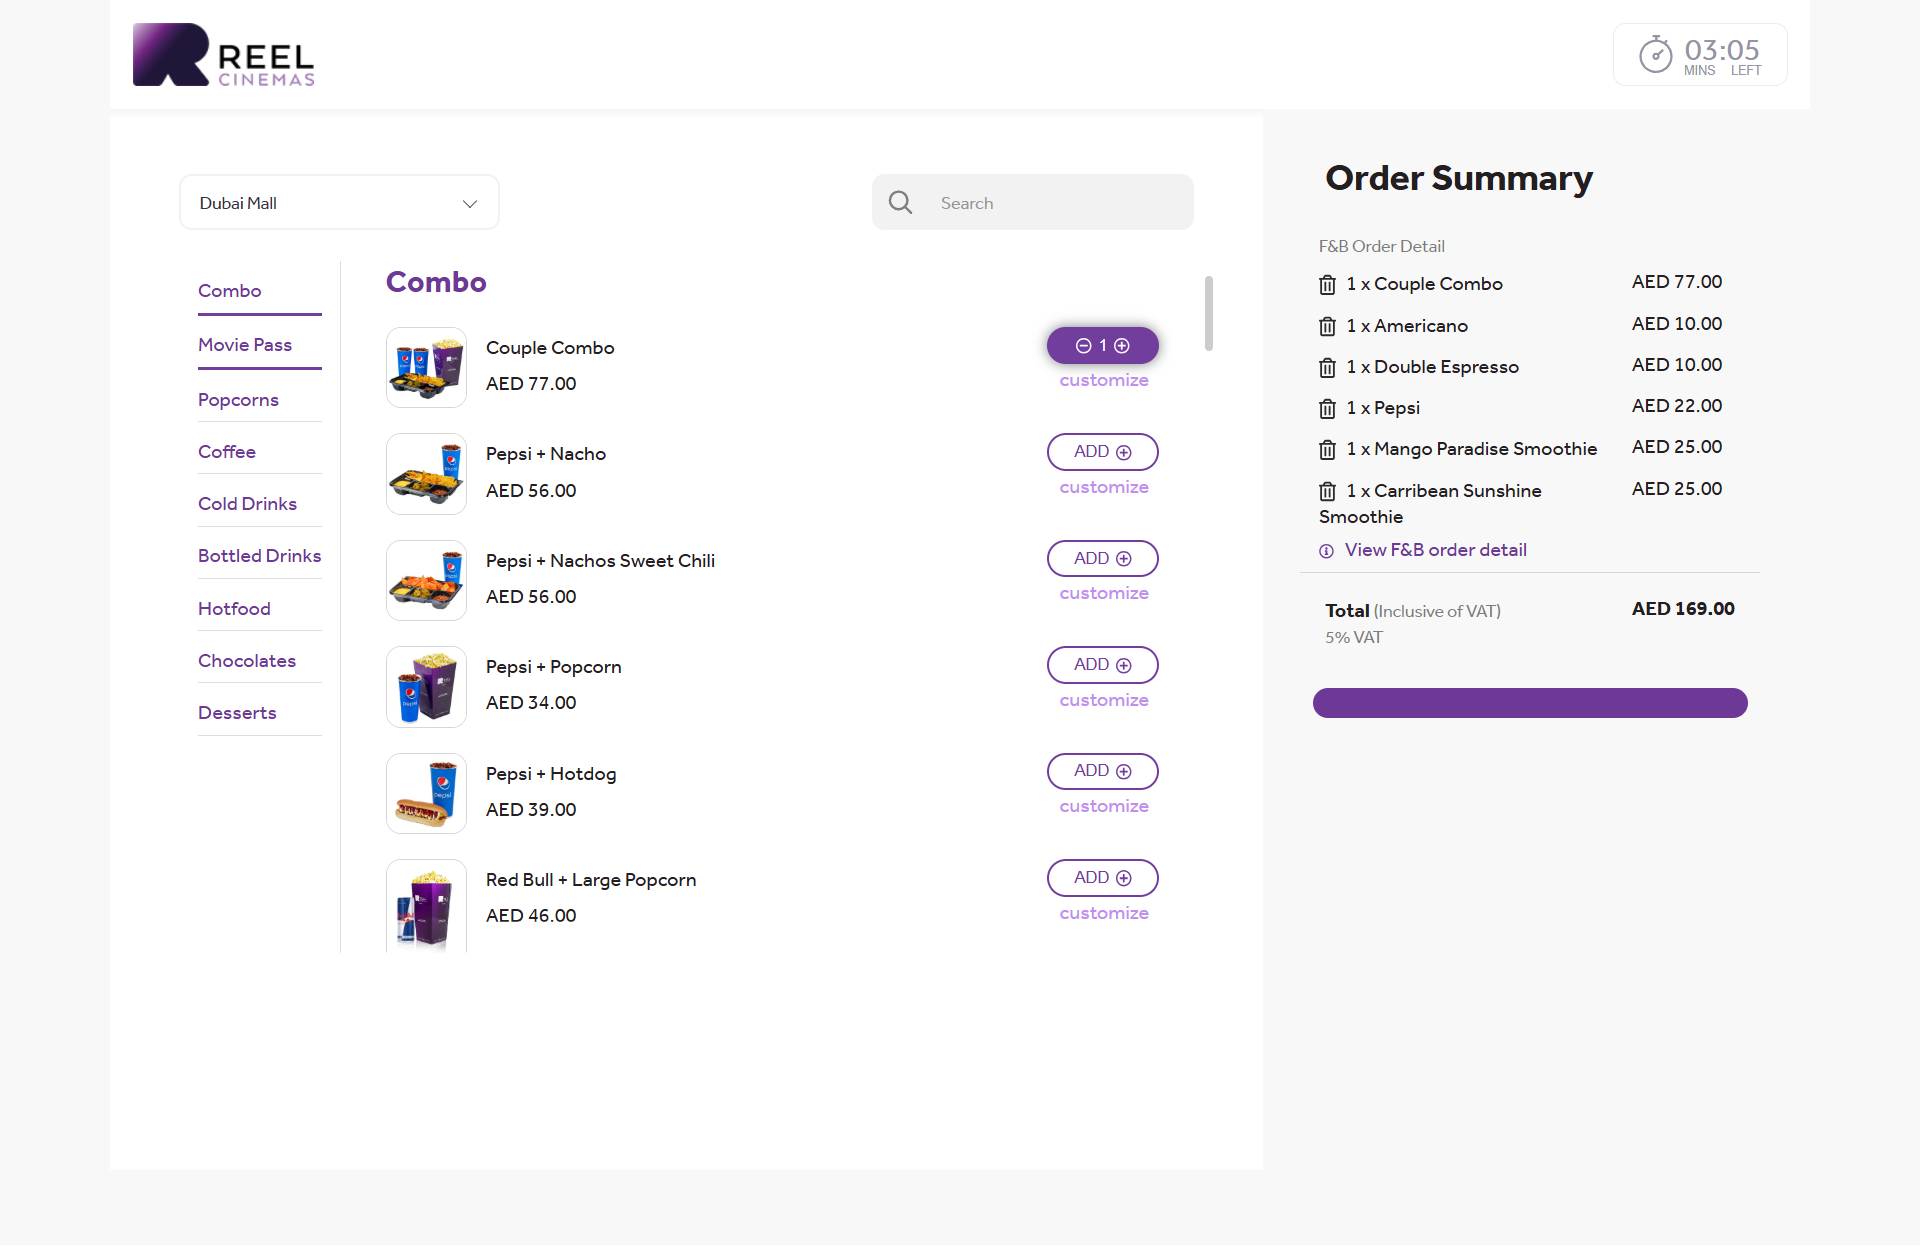 REEL
CINEMAS
03:05
MINS LEFT
Dubai Mall
Search
Combo
Movie Pass
Popcorns
Coffee
Cold Drinks
Bottled Drinks
Hotfood
Chocolates
Desserts
Combo
Couple Combo
AED 77.00
1
customize
Pepsi + Nacho
AED 56.00
ADD
customize
Pepsi + Nachos Sweet Chili
AED 56.00
ADD
customize
Pepsi + Popcorn
AED 34.00
ADD
customize
Pepsi + Hotdog
AED 39.00
ADD
customize
Red Bull + Large Popcorn
AED 46.00
ADD
customize
Order Summary
F&B Order Detail
1 x Couple Combo AED 77.00
1 x Americano AED 10.00
1 x Double Espresso AED 10.00
1 x Pepsi AED 22.00
1 x Mango Paradise Smoothie AED 25.00
1 x Carribean Sunshine AED 25.00
Smoothie
View F&B order detail
Total (Inclusive of VAT) AED 169.00
5% VAT